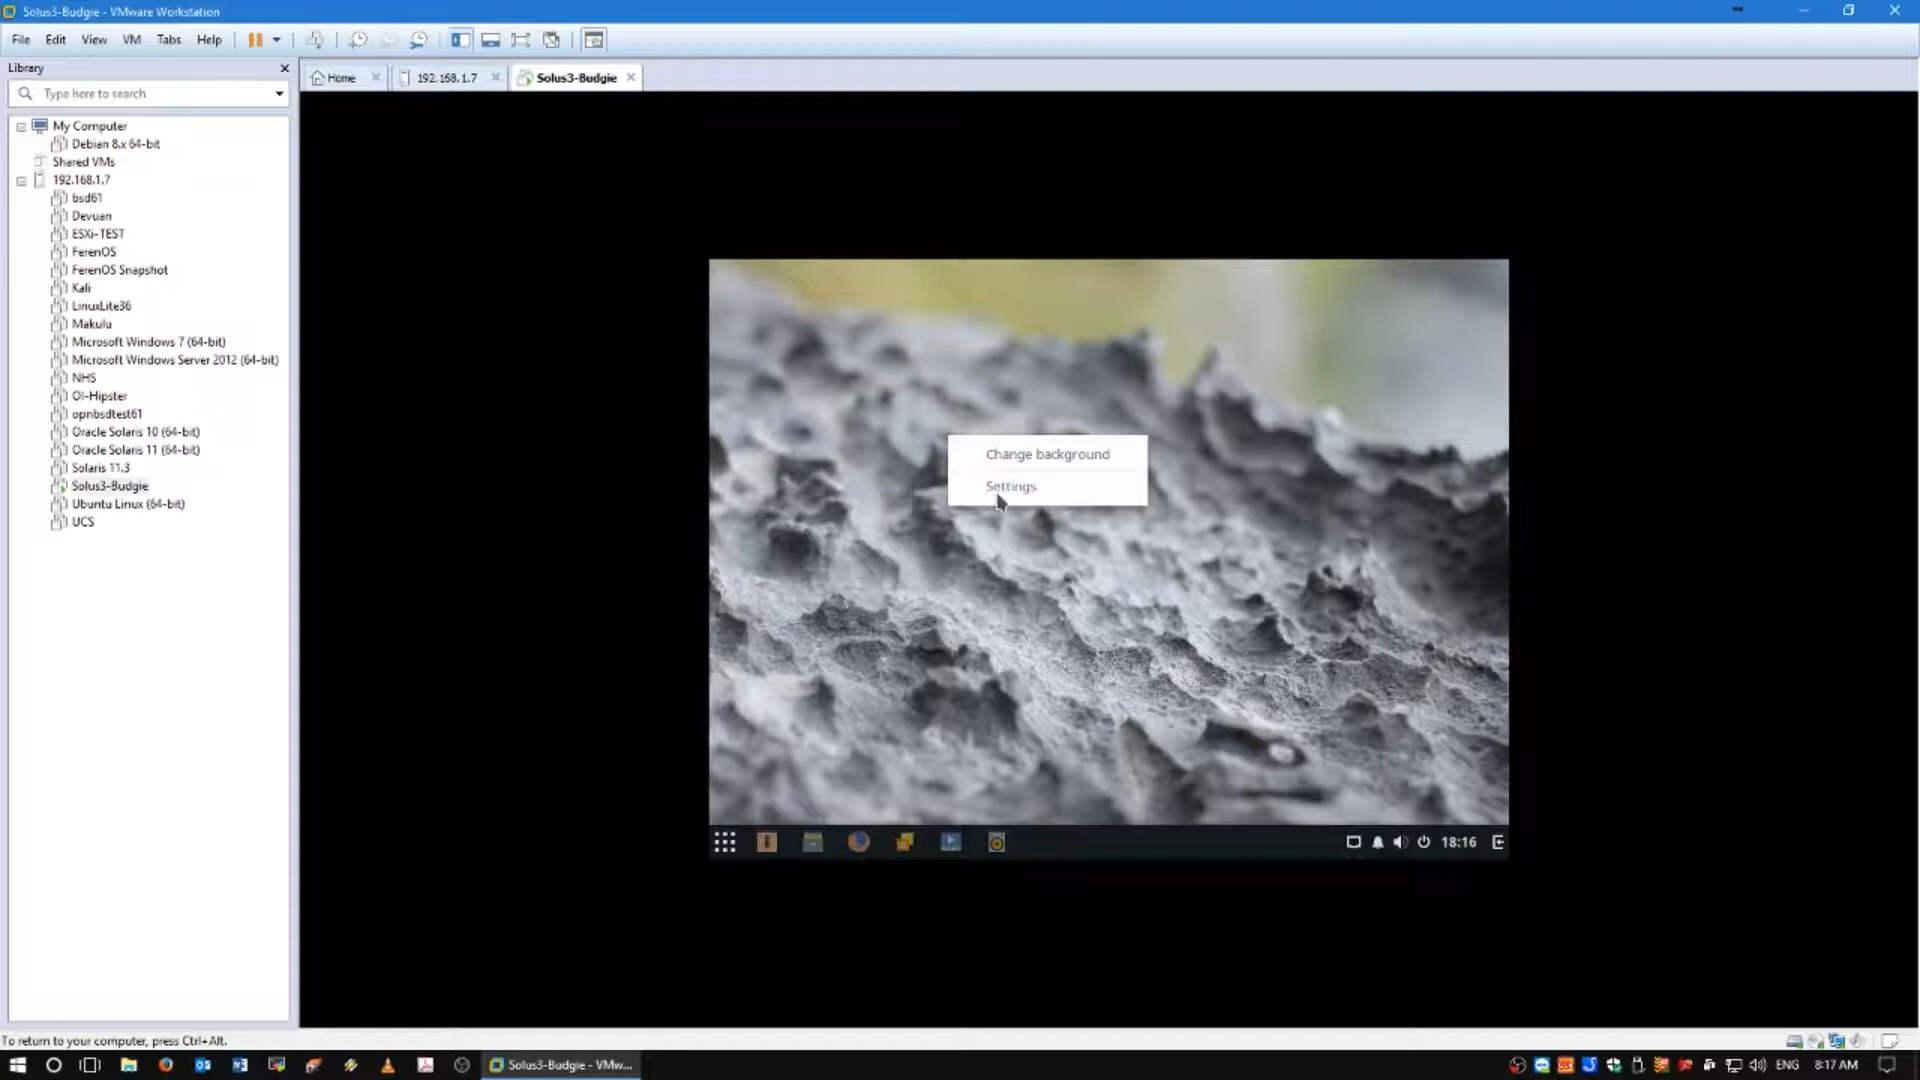 Solus3-Budgie - VMware Workstation
File Edit View VM Tabs Help
Library
Home
192.168.1.7
Solus3-Budgie
Type here to search
My Computer
Debian 8.x 64-bit
Shared VMs
192.168.1.7
bsd61
Devuan
ESXi-TEST
FerenOS
FerenOS Snapshot
Kali
LinuxLite36
Makulu
Microsoft Windows 7 (64-bit)
Microsoft Windows Server 2012 (64-bit)
NHS
OI-Hipster
opnbsdtest61
Oracle Solaris 10 (64-bit)
Oracle Solaris 11 (64-bit)
Solaris 11.3
Solus3-Budgie
Ubuntu Linux (64-bit)
UCS
Change background
Settings
18:16
To return to your computer, press Ctrl+Alt.
Solus3-Budgie - VMw...
ENG
8:17 AM